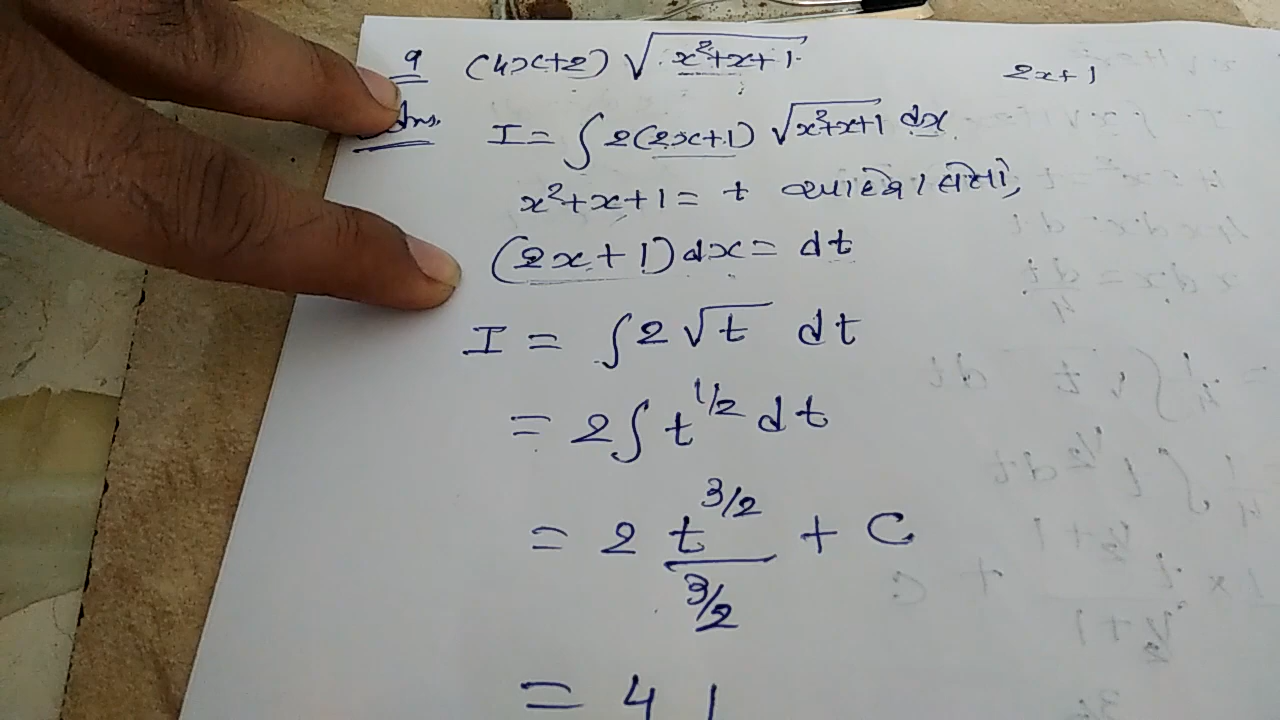 9 (4x+2) √x²+x+1
2x+1
Ans. I = ∫ 2(2x+1) √x²+x+1 dx
x²+x+1 = t આદેશ લેતાં,
(2x+1) dx = dt
I = ∫ 2 √t dt
= 2 ∫ t^1/2 dt
= 2 t^3/2 + C
3/2
= 4